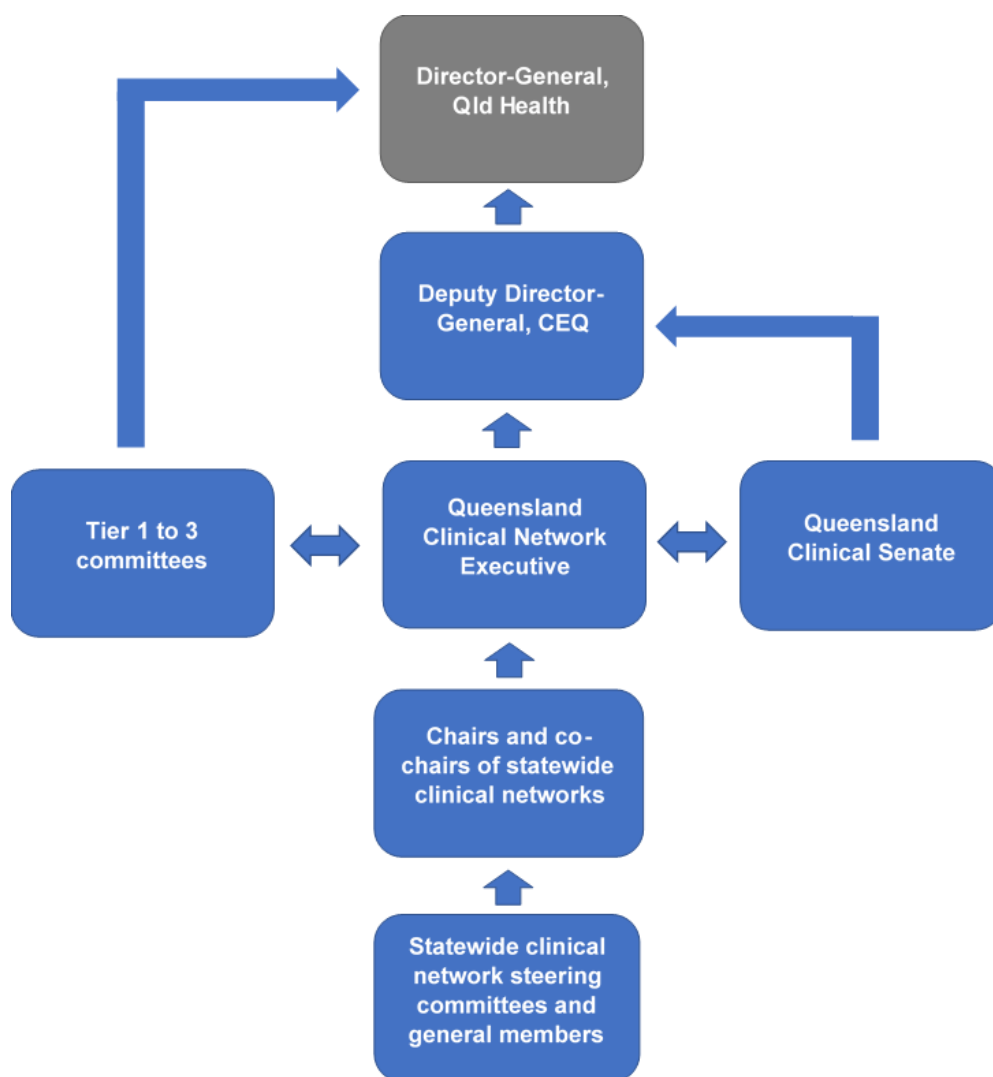 Director-General,
Qld Health
Deputy Director-
General, CEQ
Tier 1 to 3
committees
Queensland
Clinical Network
Executive
Queensland
Clinical Senate
Chairs and co-
chairs of statewide
clinical networks
Statewide clinical
network steering
committees and
general members